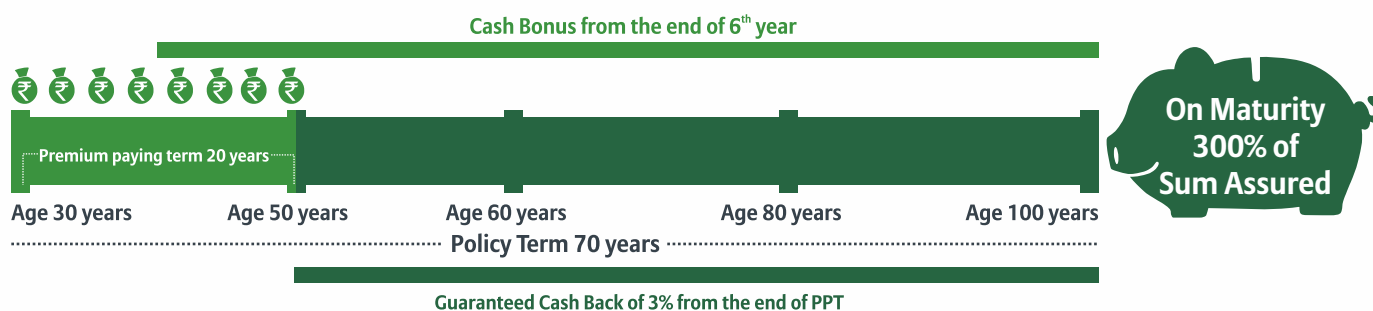 Cash Bonus from the end of 6th year
₹ ₹ ₹ ₹ ₹ ₹ ₹ ₹
Premium paying term 20 years
Age 30 years Age 50 years Age 60 years Age 80 years Age 100 years
Policy Term 70 years
Guaranteed Cash Back of 3% from the end of PPT
On Maturity
300% of
Sum Assured